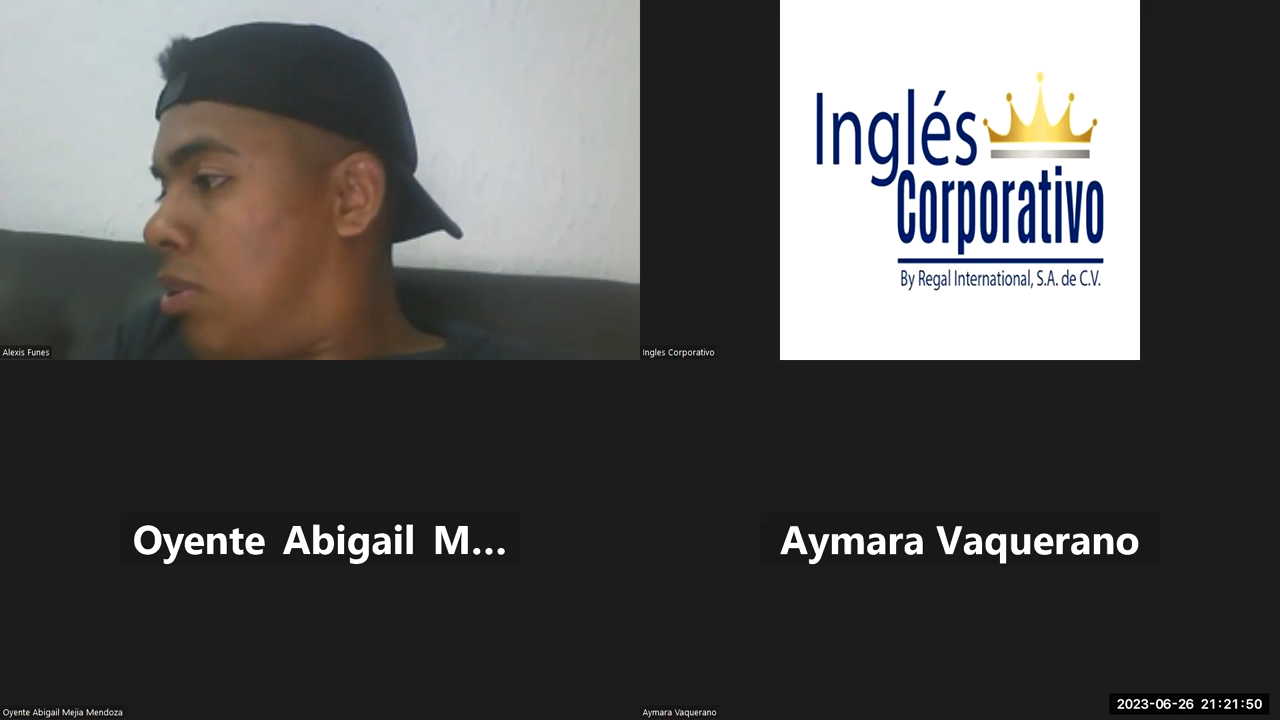 Inglés
Corporativo
By Regal International, S.A. de C.V.
Alexis Funes
Ingles Corporativo
Oyente Abigail M...
Aymara Vaquerano
Oyente Abigail Mejia Mendoza
Aymara Vaquerano
2023-06-26 21:21:50